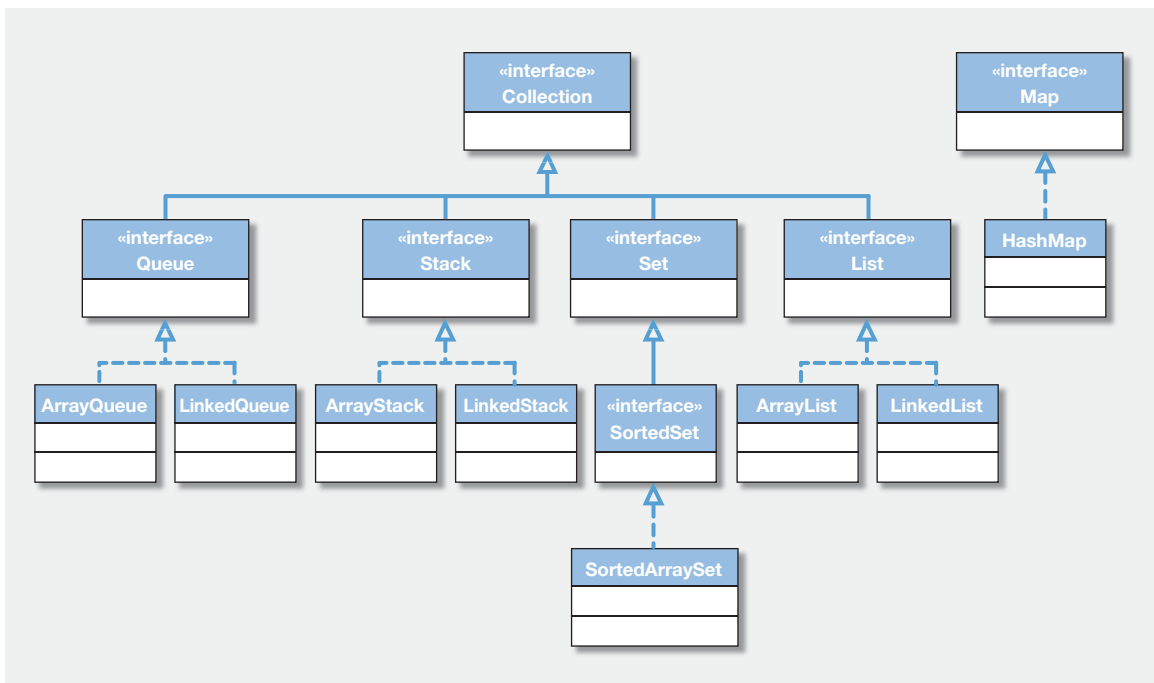 «interface»
Collection
«interface»
Map
«interface»
Queue
«interface»
Stack
«interface»
Set
«interface»
List
HashMap
ArrayQueue
LinkedQueue
ArrayStack
LinkedStack
«interface»
SortedSet
ArrayList
LinkedList
SortedArraySet